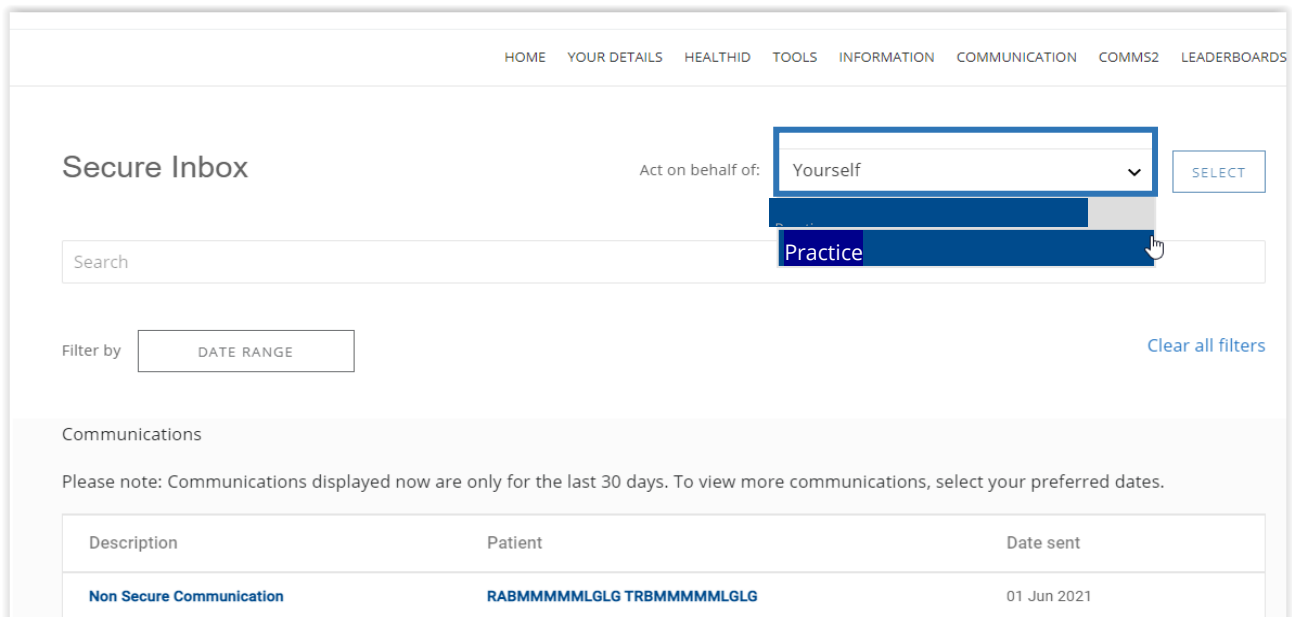 HOME YOUR DETAILS HEALTHID TOOLS INFORMATION COMMUNICATION COMMS2 LEADERBOARDS
Secure Inbox
Act on behalf of: Yourself SELECT
Practice
Search
Filter by DATE RANGE Clear all filters
Communications
Please note: Communications displayed now are only for the last 30 days. To view more communications, select your preferred dates.
Description Patient Date sent
Non Secure Communication RABMMMMMLGLG TRBMMMMMLGLG 01 Jun 2021